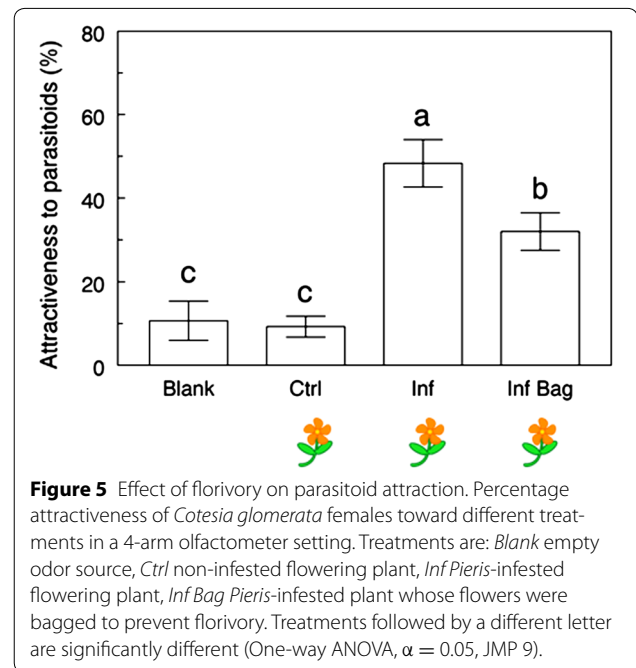 80
60
40
20
0
Attractiveness to parasitoids (%)
c
c
a
b
Blank Ctrl Inf Inf Bag
Figure 5 Effect of florivory on parasitoid attraction. Percentage
attractiveness of Cotesia glomerata females toward different treat-
ments in a 4-arm olfactometer setting. Treatments are: Blank empty
odor source, Ctrl non-infested flowering plant, Inf Pieris-infested
flowering plant, Inf Bag Pieris-infested plant whose flowers were
bagged to prevent florivory. Treatments followed by a different letter
are significantly different (One-way ANOVA, α = 0.05, JMP 9).